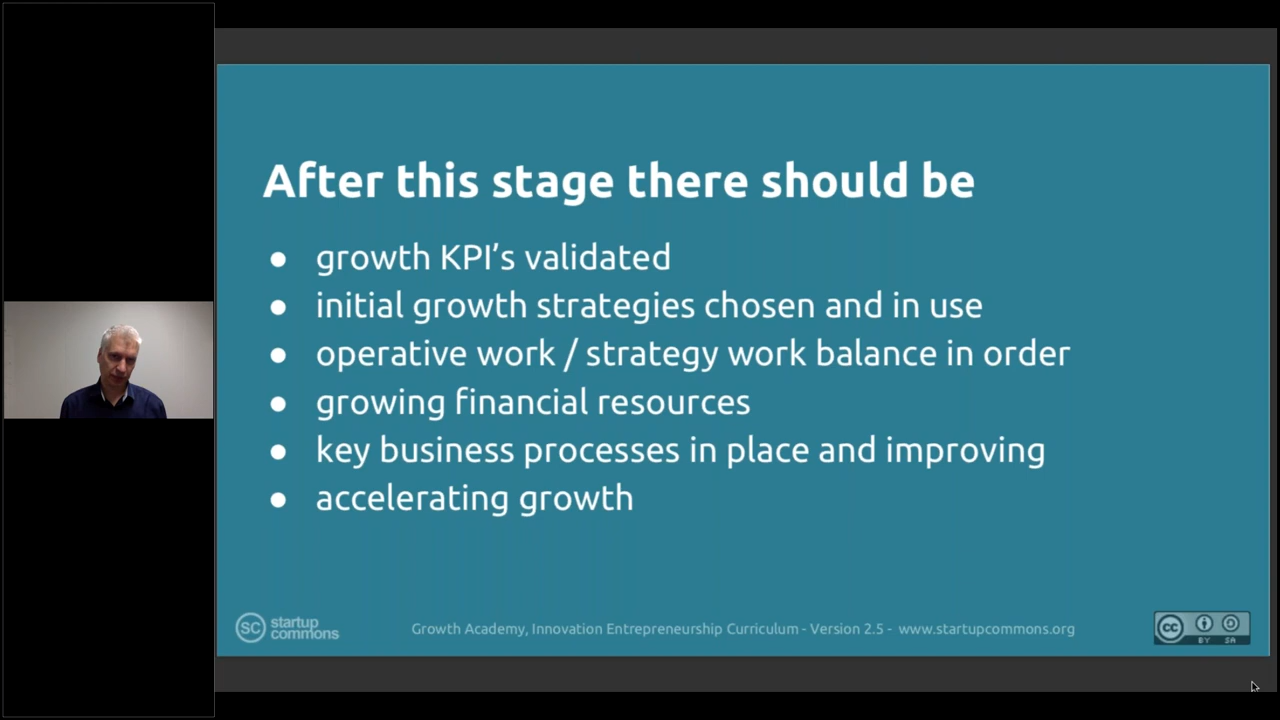 After this stage there should be
● growth KPI’s validated
● initial growth strategies chosen and in use
● operative work / strategy work balance in order
● growing financial resources
● key business processes in place and improving
● accelerating growth
SC startup
commons
Growth Academy, Innovation Entrepreneurship Curriculum - Version 2.5 - www.startupcommons.org
cc
BY SA